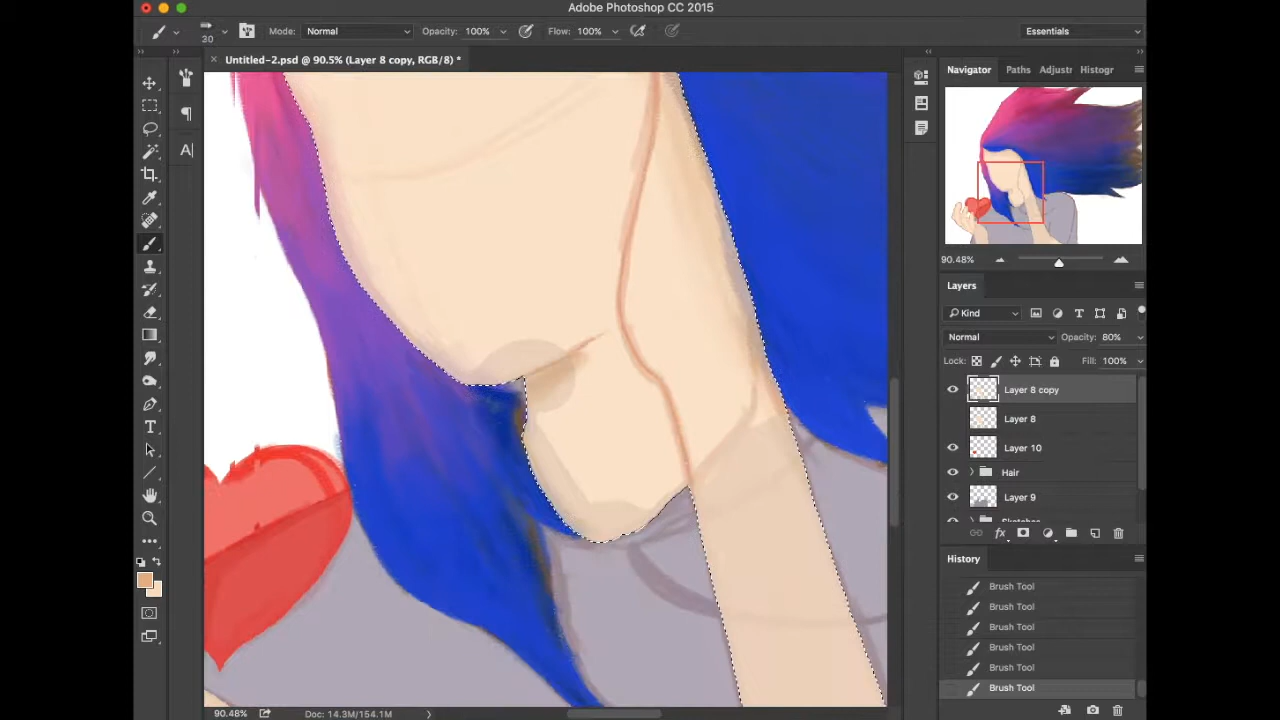 Adobe Photoshop CC 2015
30
Mode: Normal
Opacity: 100%
Flow: 100%
Essentials
Untitled-2.psd @ 90.5% (Layer 8 copy, RGB/8) *
Navigator Paths Adjustr Histogr
90.48%
Layers
Kind
Normal
Opacity: 80%
Lock:
Fill: 100%
Layer 8 copy
Layer 8
Layer 10
Hair
Layer 9
Sketches
History
Brush Tool
Brush Tool
Brush Tool
Brush Tool
Brush Tool
Brush Tool
90.48%
Doc: 14.3M/154.1M